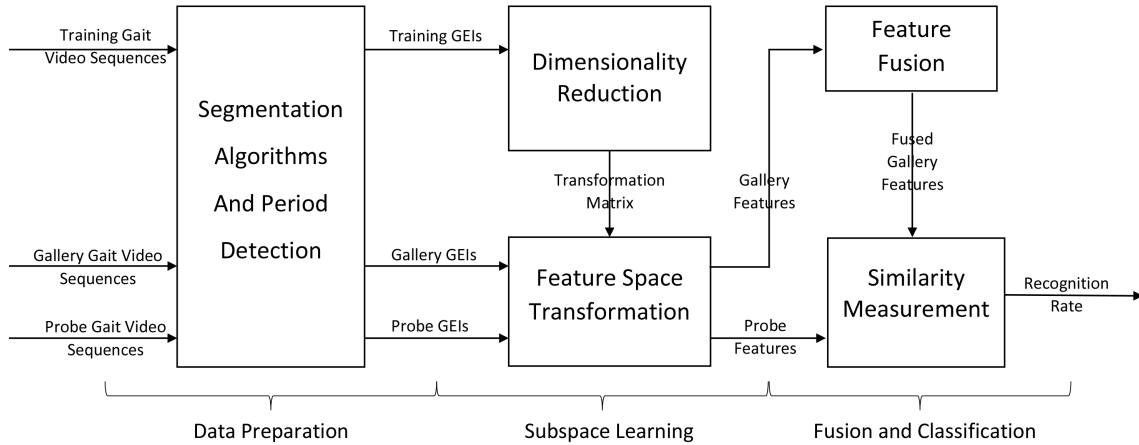 Training Gait
Video Sequences
Gallery Gait Video
Sequences
Probe Gait Video
Sequences
Segmentation
Algorithms
And Period
Detection
Training GEIs
Gallery GEIs
Probe GEIs
Dimensionality
Reduction
Transformation
Matrix
Feature Space
Transformation
Gallery
Features
Probe
Features
Feature
Fusion
Fused
Gallery
Features
Similarity
Measurement
Recognition
Rate
Data Preparation
Subspace Learning
Fusion and Classification